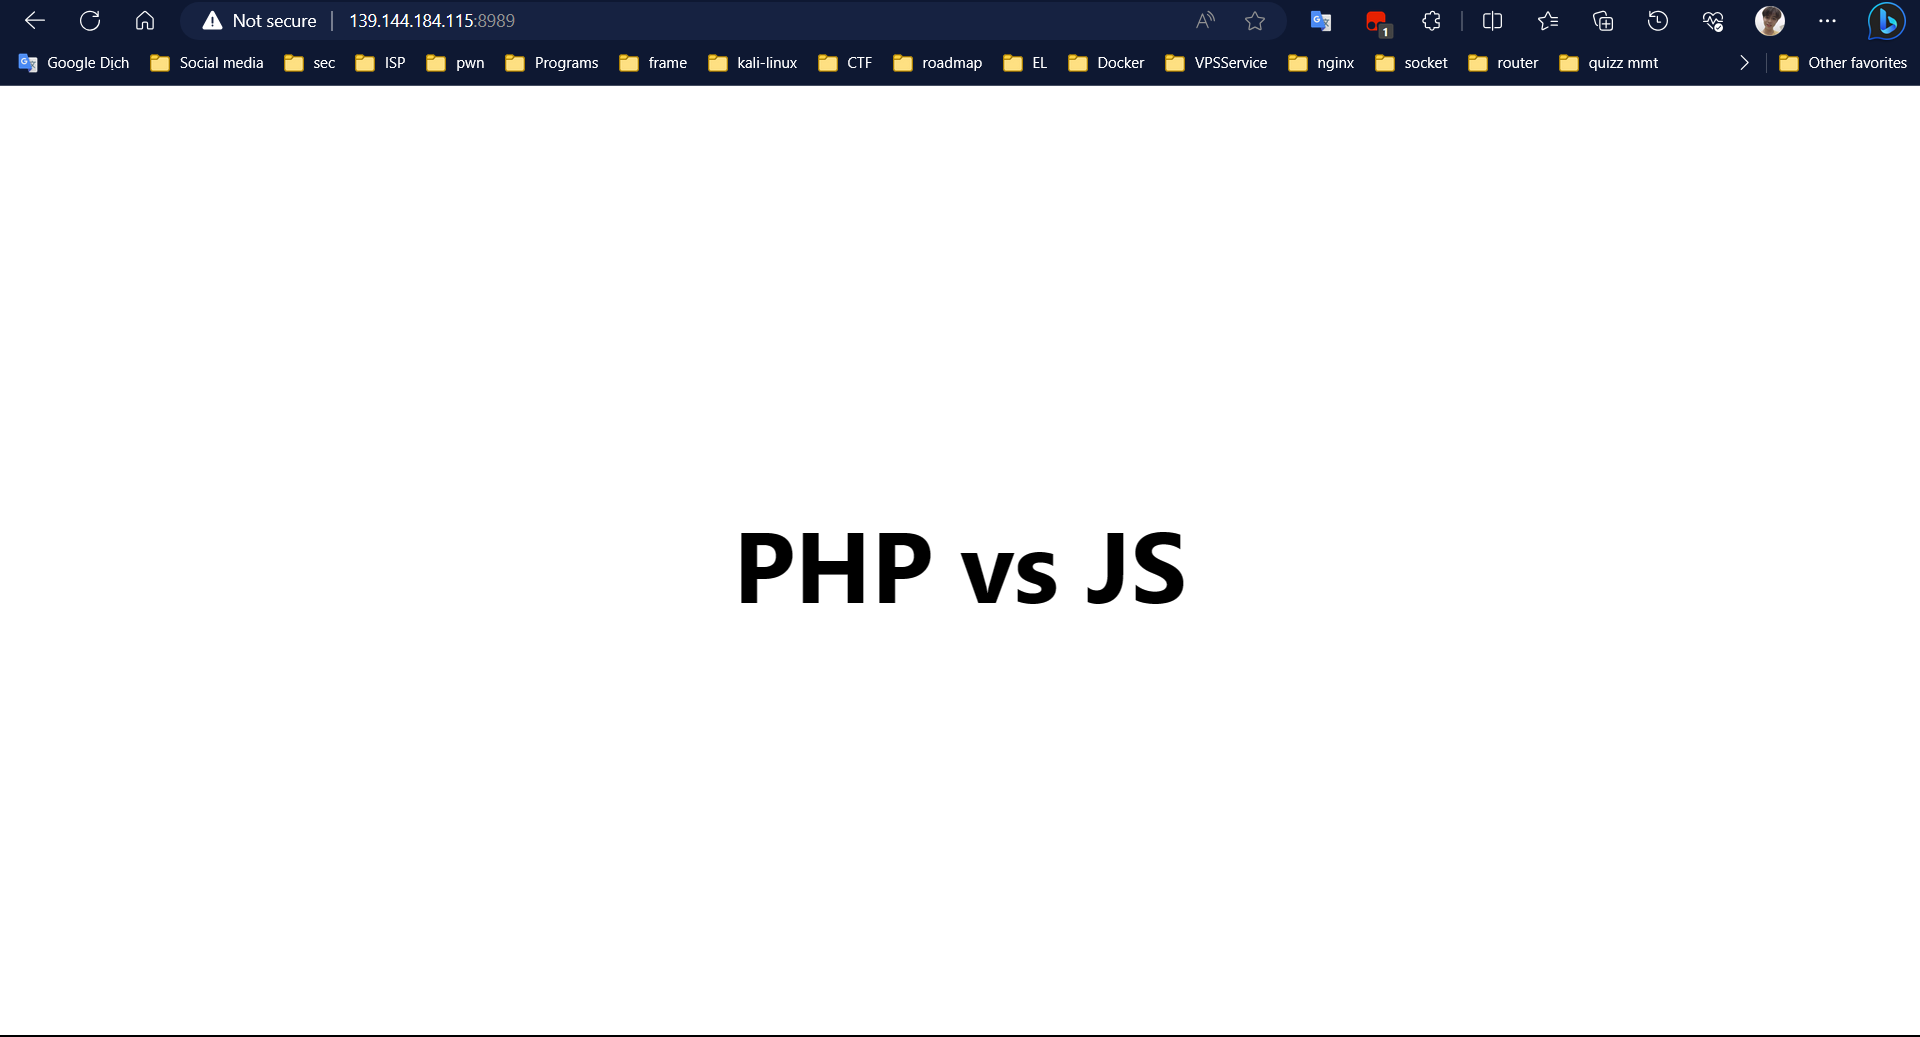 Not secure | 139.144.184.115:8989
1
Google Dịch Social media sec ISP pwn Programs frame kali-linux CTF roadmap EL Docker VPSService nginx socket router quizz mmt Other favorites
PHP vs JS